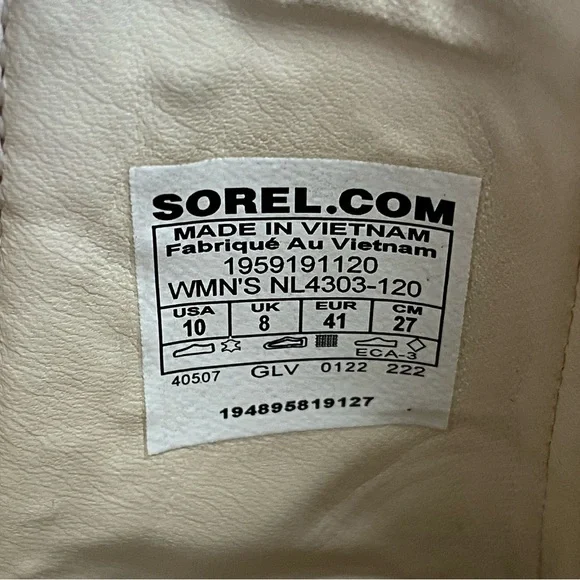 SOREL.COM
MADE IN VIETNAM
Fabriqué Au Vietnam
1959191120
WMN'S NL4303-120
USA UK EUR CM
10 8 41 27
ECA-3
40507 GLV 0122 222
194895819127